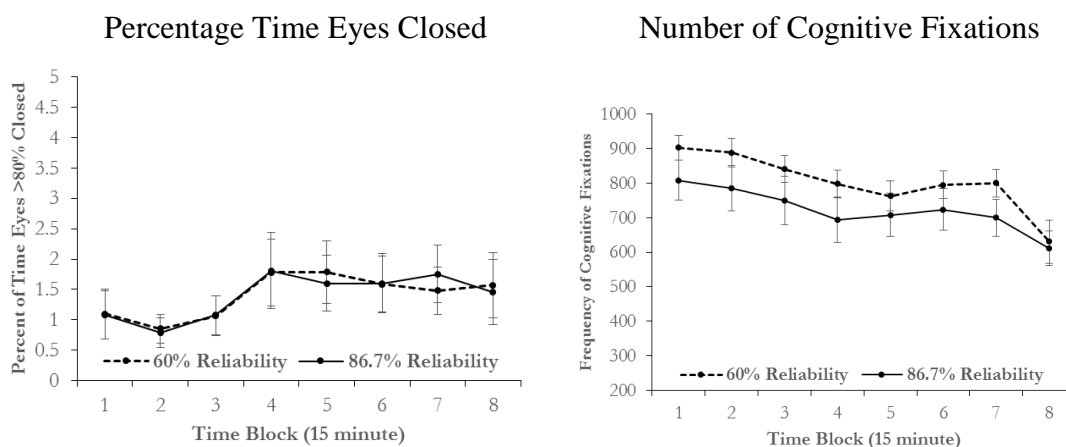 Percentage Time Eyes Closed
Percent of Time Eyes >80% Closed
5
4.5
4
3.5
3
2.5
2
1.5
1
0.5
0
60% Reliability 86.7% Reliability
1 2 3 4 5 6 7 8
Time Block (15 minute)
Number of Cognitive Fixations
Frequency of Cognitive Fixations
1000
900
800
700
600
500
400
300
200
60% Reliability 86.7% Reliability
1 2 3 4 5 6 7 8
Time Block (15 minute)